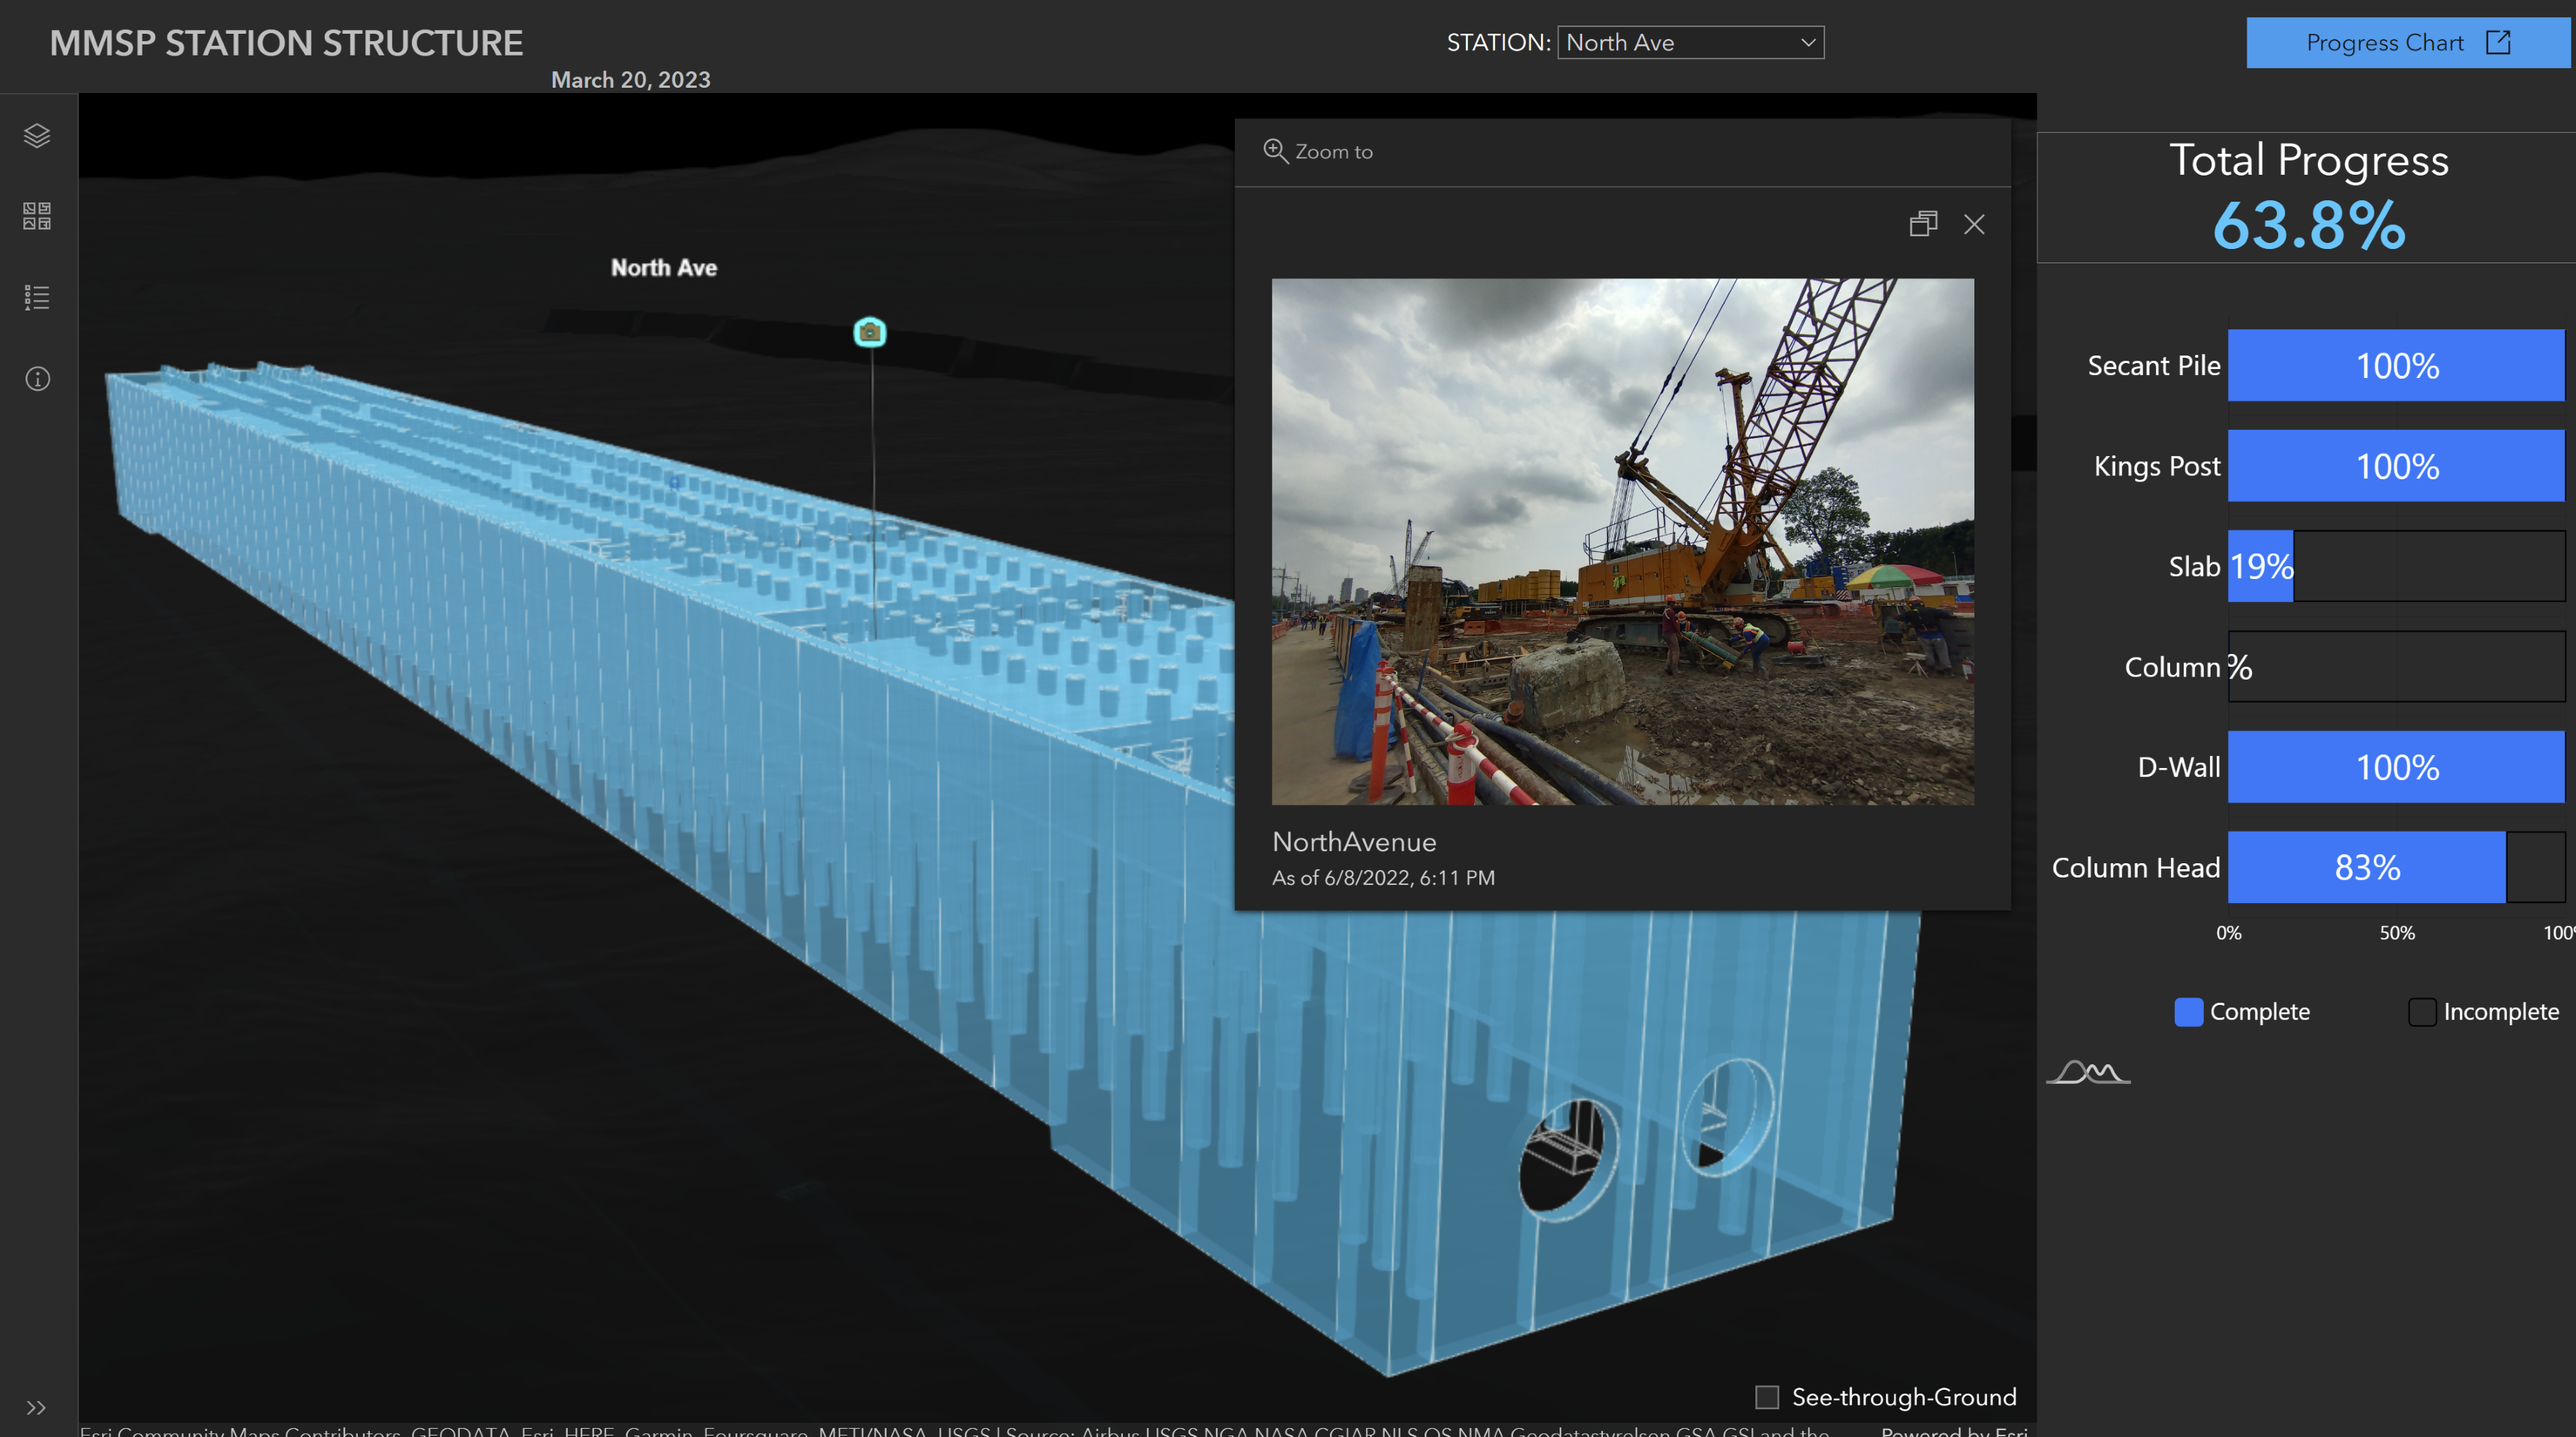 MMSP STATION STRUCTURE
March 20, 2023
STATION: North Ave
Progress Chart
Zoom to
North Ave
NorthAvenue
As of 6/8/2022, 6:11 PM
Total Progress
63.8%
Secant Pile 100%
Kings Post 100%
Slab 19%
Column %
D-Wall 100%
Column Head 83%
0% 50% 100%
Complete Incomplete
See-through-Ground
Esri Community Maps Contributors, GEODATA, Esri, HERE, Garmin, Foursquare, METI/NASA, USGS | Source: Airbus,USGS,NGA,NASA,CGIAR,NLS,OS,NMA,Geodatastyrelsen,GSA,GSI and the Powered by Esri